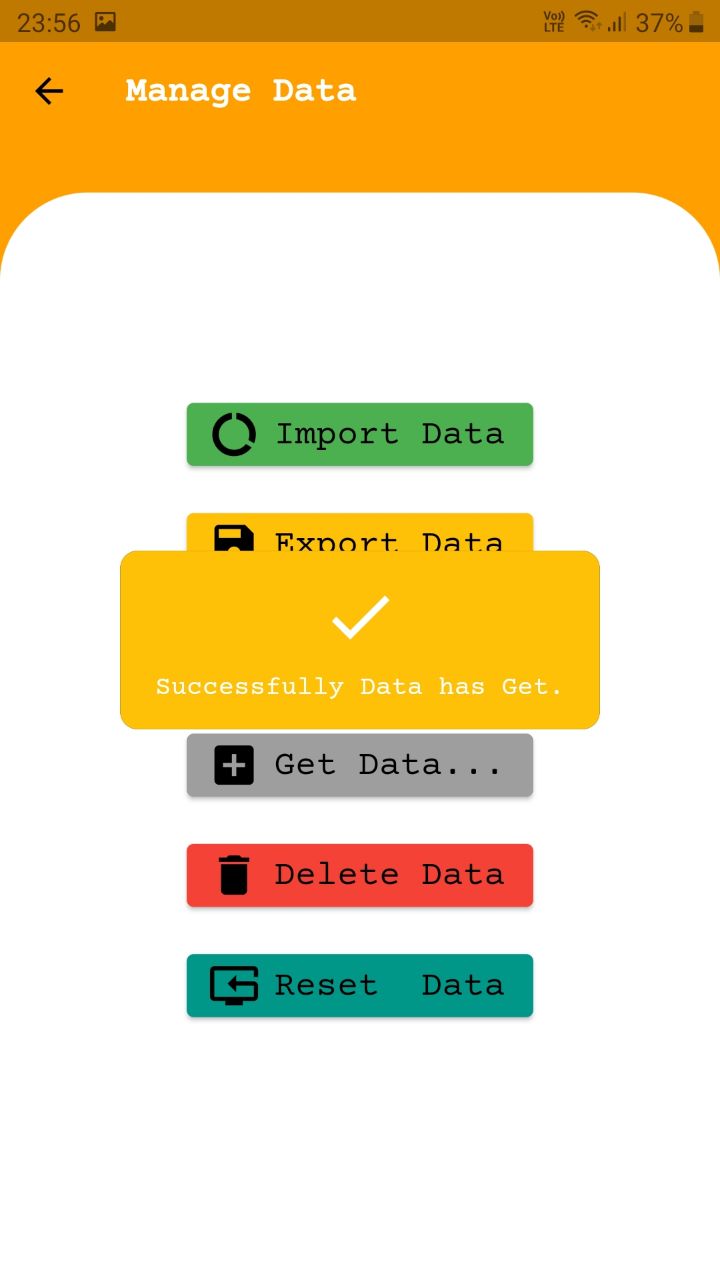 23:56
Vo))
LTE
37%
Manage Data
Import Data
Export Data
Successfully Data has Get.
Get Data...
Delete Data
Reset  Data